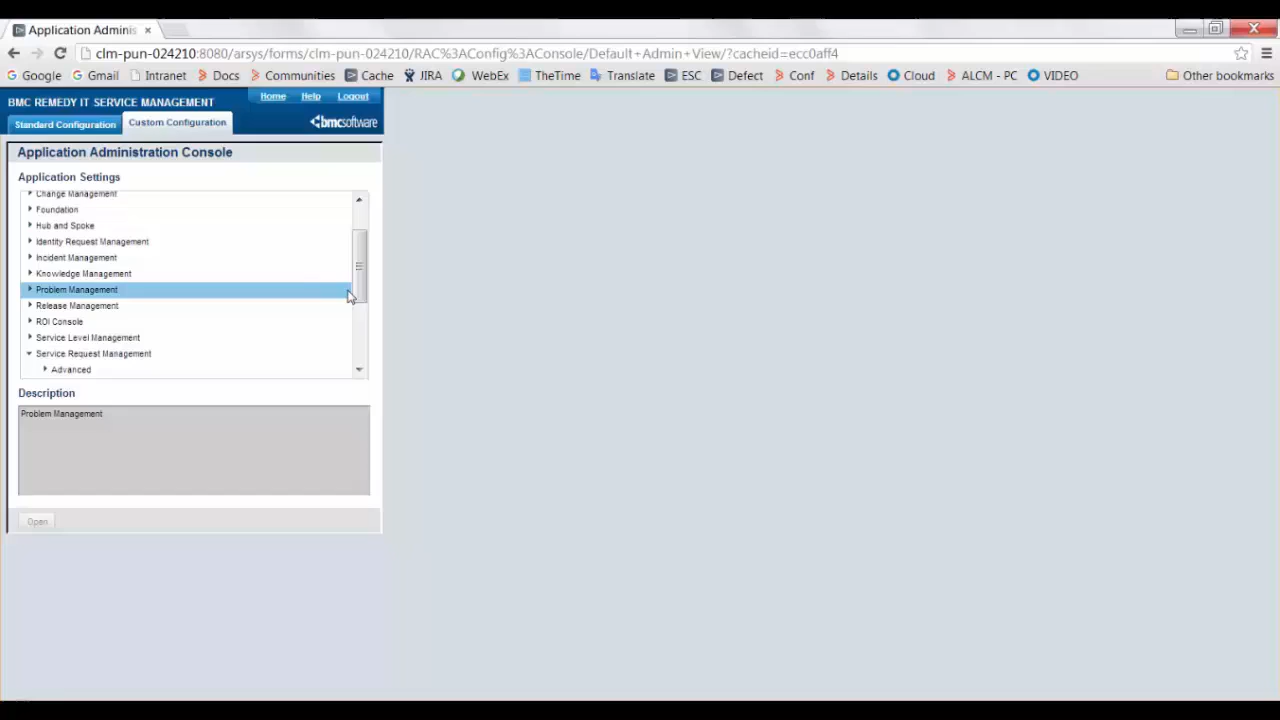 Application Adminis
clm-pun-024210:8080/arsys/forms/clm-pun-024210/RAC%3AConfig%3AConsole/Default+Admin+View/?cacheid=ecc0aff4
Google Gmail Intranet Docs Communities Cache JIRA WebEx TheTime Translate ESC Defect Conf Details Cloud ALCM - PC VIDEO Other bookmarks
BMC REMEDY IT SERVICE MANAGEMENT Home Help Logout
Standard Configuration Custom Configuration bmcsoftware
Application Administration Console
Application Settings
Change Management
Foundation
Hub and Spoke
Identity Request Management
Incident Management
Knowledge Management
Problem Management
Release Management
ROI Console
Service Level Management
Service Request Management
Advanced
Description
Problem Management
Open